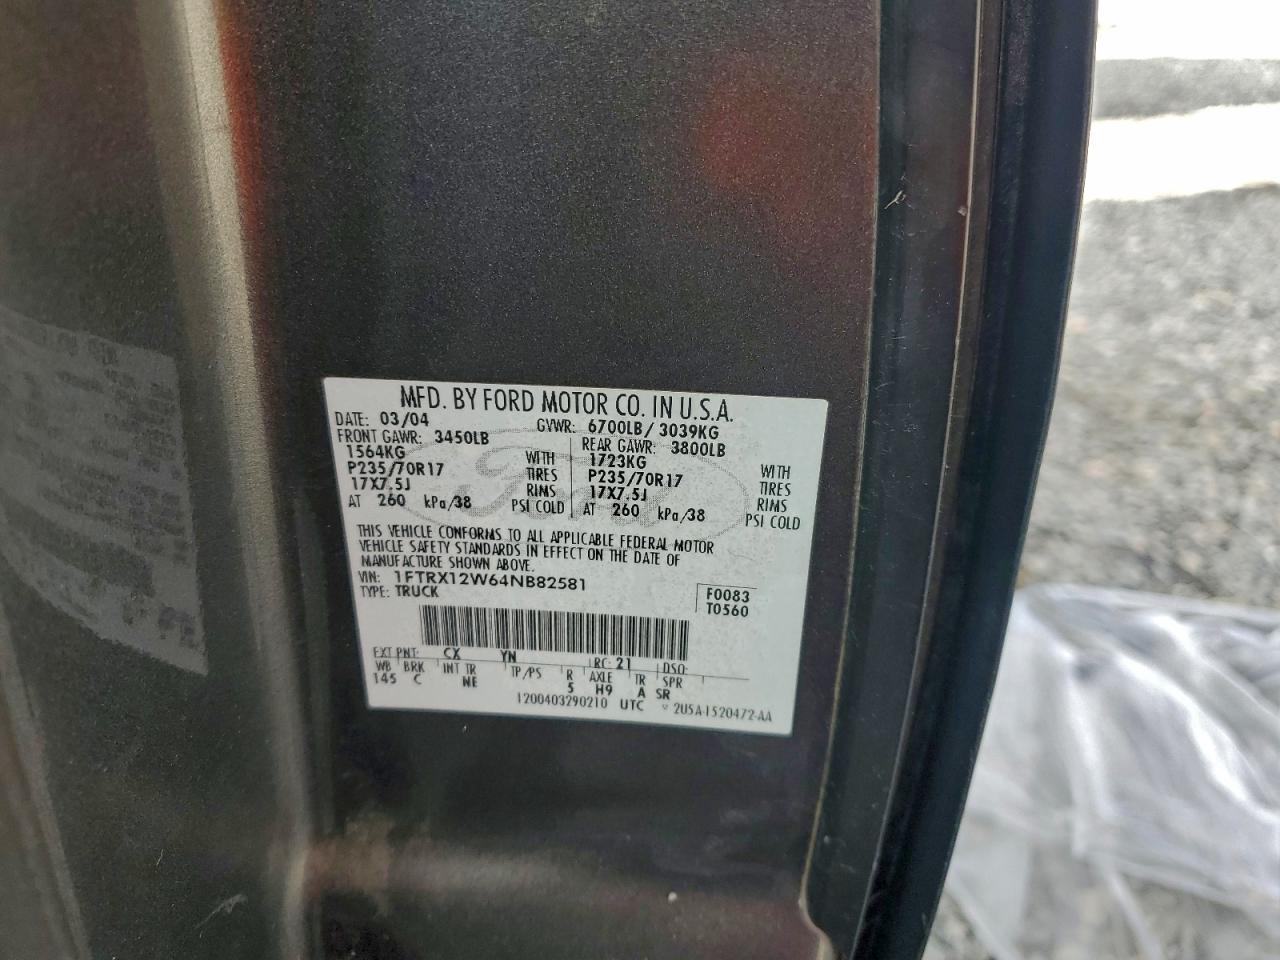 MFD. BY FORD MOTOR CO. IN U.S.A.
DATE: 03/04 GVWR: 6700LB/ 3039KG
FRONT GAWR: 3450LB REAR GAWR: 3800LB
1564KG WITH 1723KG WITH
P235/70R17 TIRES P235/70R17 TIRES
17X7.5J RIMS 17X7.5J RIMS
AT 260 kPa/38 PSI COLD AT 260 kPa/38 PSI COLD
THIS VEHICLE CONFORMS TO ALL APPLICABLE FEDERAL MOTOR
VEHICLE SAFETY STANDARDS IN EFFECT ON THE DATE OF
MANUFACTURE SHOWN ABOVE.
VIN: 1FTRX12W64NB82581 F0083
TYPE: TRUCK T0560
EXT PNT: CX YN RC: 21 DSO:
WB BRK INT TR TP/PS R AXLE TR SPR
145 C NE 5 H9 A SR
1200403290210 UTC 2U5A-1520472-AA
Ford